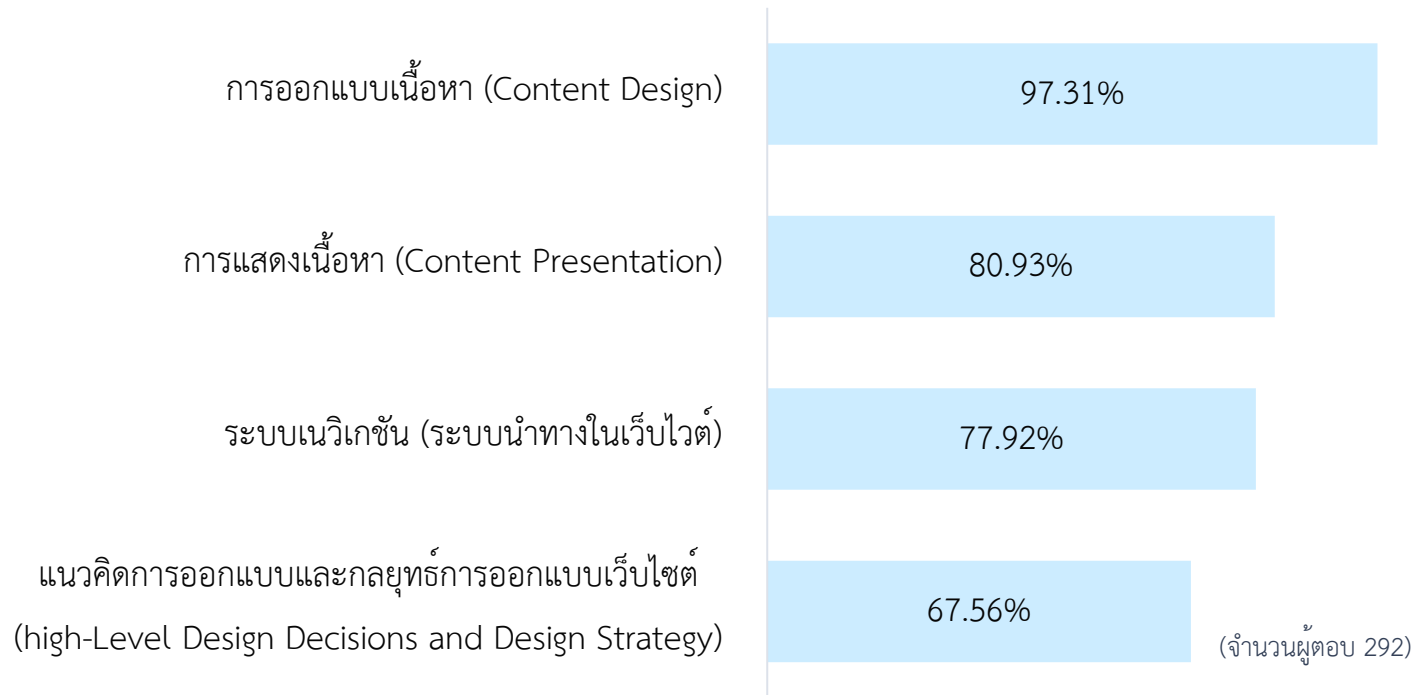 การออกแบบเนื้อหา (Content Design)
97.31%
การแสดงเนื้อหา (Content Presentation)
80.93%
ระบบเนวิเกชัน (ระบบนำทางในเว็บไวต์)
77.92%
แนวคิดการออกแบบและกลยุทธ์การออกแบบเว็บไซต์
(high-Level Design Decisions and Design Strategy)
67.56%
(จำนวนผู้ตอบ 292)